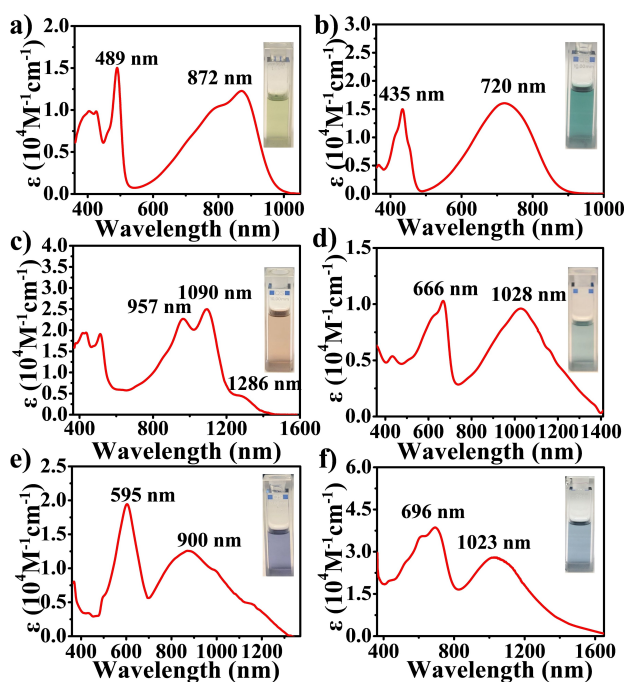 a)
2.0
1.5
1.0
0.5
0.0
ε (10⁴M⁻¹cm⁻¹)
489 nm
872 nm
400 600 800 1000
Wavelength (nm)
b)
3.0
2.5
2.0
1.5
1.0
0.5
0.0
ε (10⁴M⁻¹cm⁻¹)
435 nm
720 nm
400 600 800 1000
Wavelength (nm)
c)
4.0
3.5
3.0
2.5
2.0
1.5
1.0
0.5
0.0
ε (10⁴M⁻¹cm⁻¹)
957 nm
1090 nm
1286 nm
400 800 1200 1600
Wavelength (nm)
d)
1.5
1.0
0.5
0.0
ε (10⁴M⁻¹cm⁻¹)
666 nm
1028 nm
400 600 800 1000 1200 1400
Wavelength (nm)
e)
2.5
2.0
1.5
1.0
0.5
0.0
ε (10⁴M⁻¹cm⁻¹)
595 nm
900 nm
400 600 800 1000 1200
Wavelength (nm)
f)
6.0
4.5
3.0
1.5
0.0
ε (10⁴M⁻¹cm⁻¹)
696 nm
1023 nm
400 800 1200 1600
Wavelength (nm)